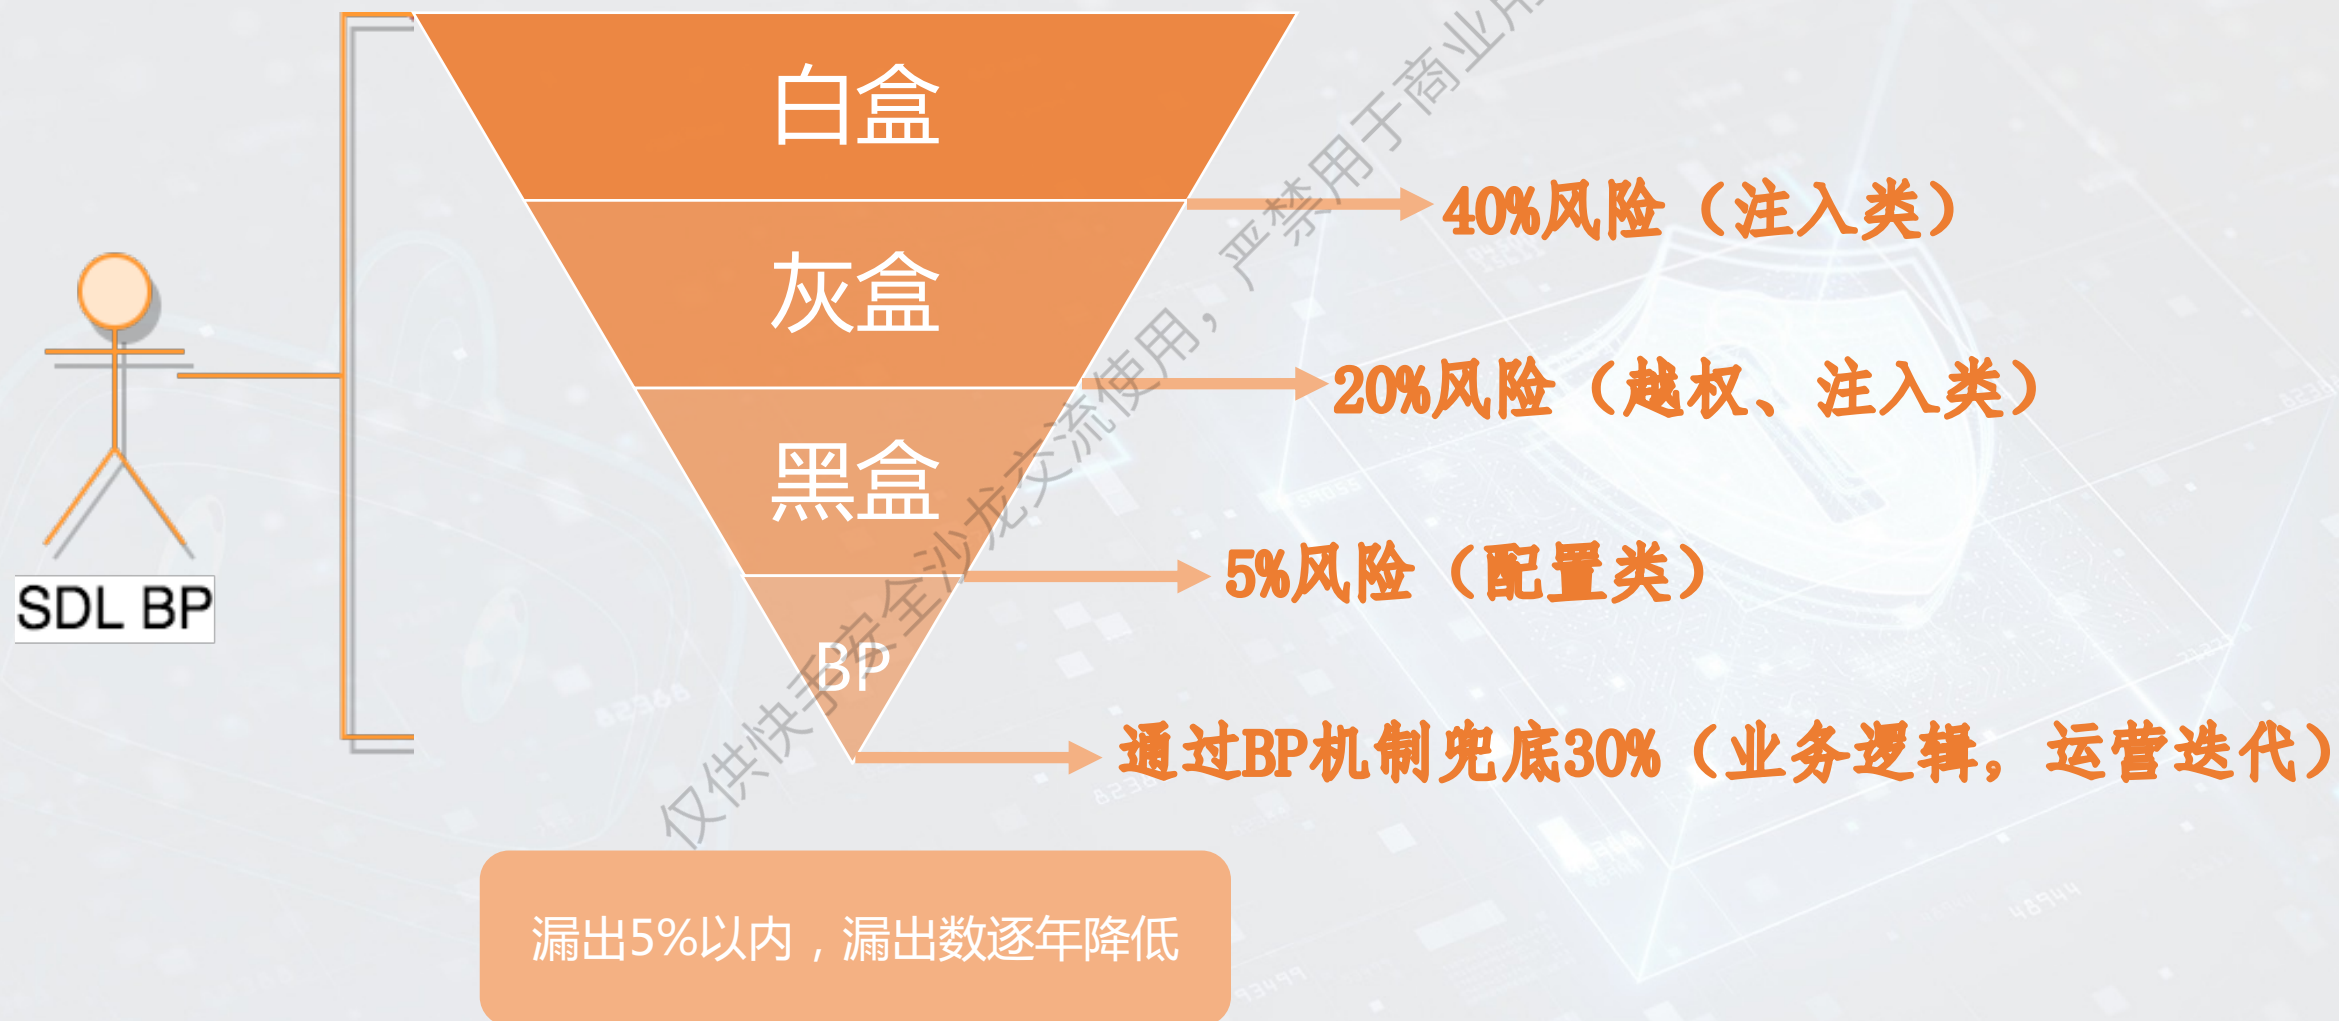 白盒
40%风险（注入类）
灰盒
20%风险（越权、注入类）
黑盒
5%风险（配置类）
SDL BP
BP
通过BP机制兜底30%（业务逻辑，运营迭代）
漏出5%以内，漏出数逐年降低
仅供快手安全沙龙交流使用，严禁用于商业用